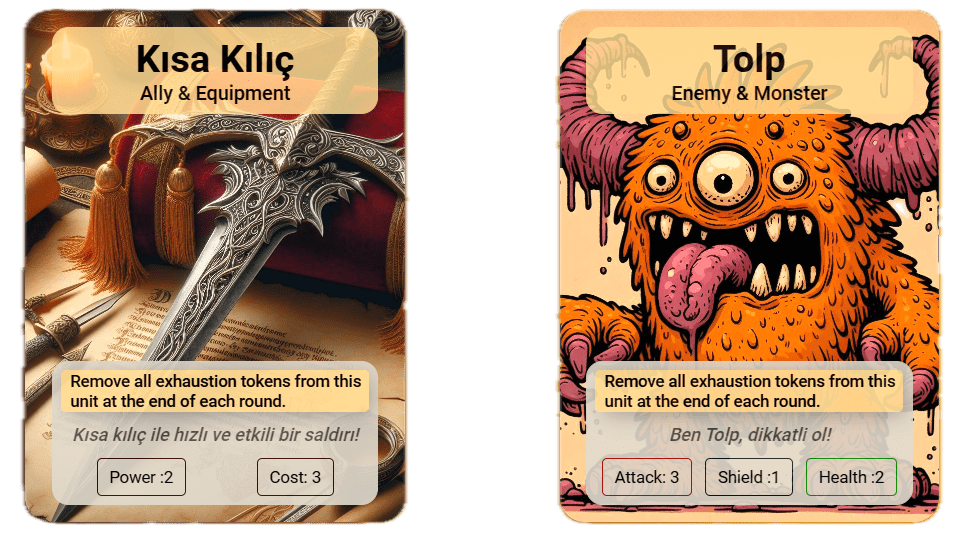 Kısa Kılıç
Ally & Equipment
Remove all exhaustion tokens from this
unit at the end of each round.
Kısa kılıç ile hızlı ve etkili bir saldırı!
Power :2
Cost: 3
Tolp
Enemy & Monster
Remove all exhaustion tokens from this
unit at the end of each round.
Ben Tolp, dikkatli ol!
Attack: 3
Shield :1
Health :2